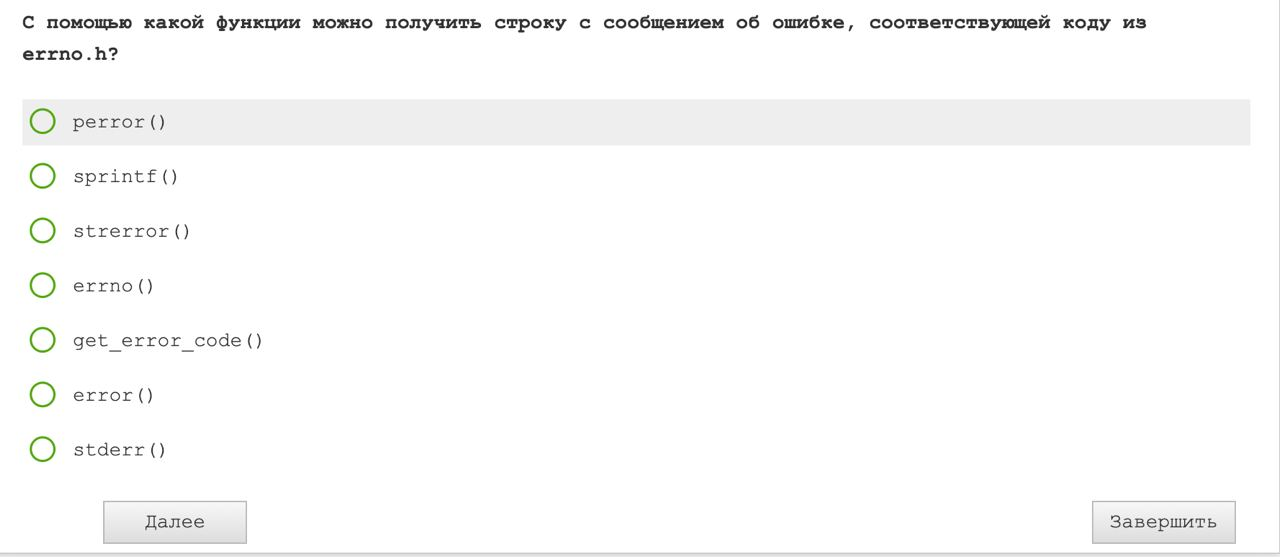 С помощью какой функции можно получить строку с сообщением об ошибке, соответствующей коду из
errno.h?
perror()
sprintf()
strerror()
errno()
get_error_code()
error()
stderr()
Далее
Завершить